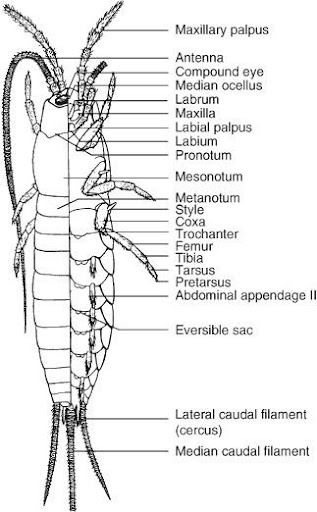 Maxillary palpus
Antenna
Compound eye
Median ocellus
Labrum
Maxilla
Labial palpus
Labium
Pronotum
Mesonotum
Metanotum
Style
Coxa
Trochanter
Femur
Tibia
Tarsus
Pretarsus
Abdominal appendage II
Eversible sac
Lateral caudal filament
(cercus)
Median caudal filament